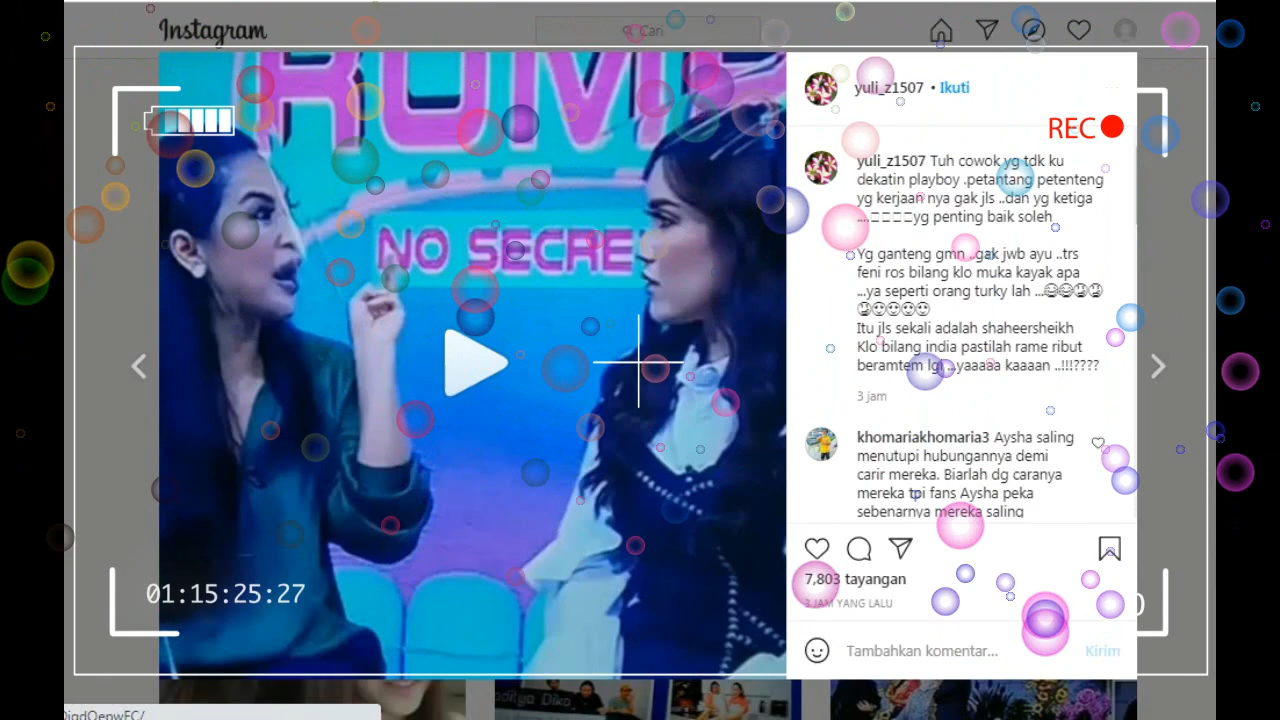 Instagram
Cari
yuli_z1507 • Ikuti
REC
NO SECRE
yuli_z1507 Tuh cowok yg tdk ku
dekatin playboy .petantang petenteng
yg kerjaan nya gak jls ..dan yg ketiga
....□□□□yg penting baik soleh
Yg ganteng gmn ..gak jwb ayu ..trs
feni ros bilang klo muka kayak apa
...ya seperti orang turky lah ...😂😂😩😩
😩🙂🙂🙂🙂
Itu jls sekali adalah shaheersheikh
Klo bilang india pastilah rame ribut
beramtem lgI ..yaaaaa kaaaan ..!!!????
3 jam
khomariakhomaria3 Aysha saling
menutupi hubungannya demi
carir mereka. Biarlah dg caranya
mereka tpi fans Aysha peka
sebenarnya mereka saling
7,803 tayangan
3 JAM YANG LALU
01:15:25:27
Tambahkan komentar...
Kirim
aditya Diko